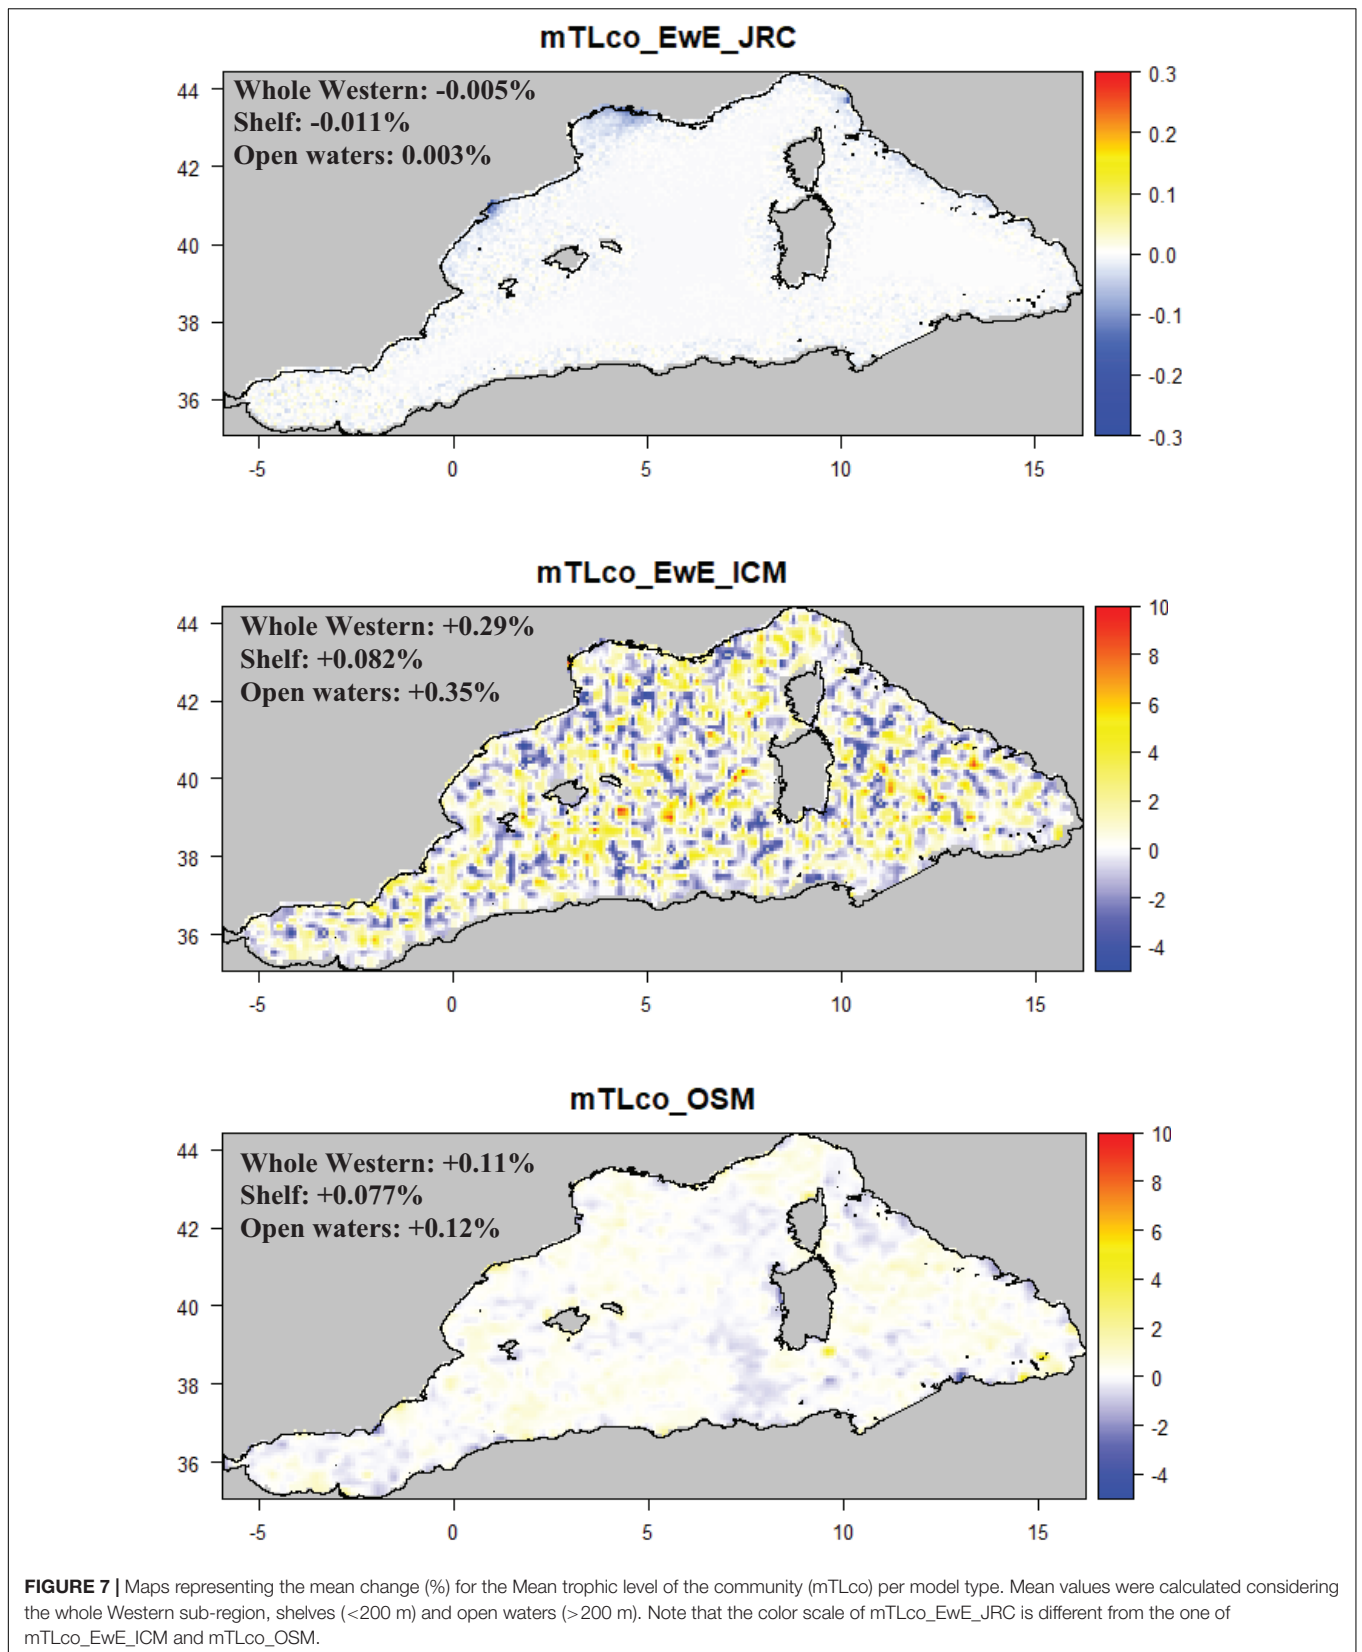 mTLco_EwE_JRC
Whole Western: -0.005%
Shelf: -0.011%
Open waters: 0.003%
44
42
40
38
36
-5 0 5 10 15
0.3
0.2
0.1
0.0
-0.1
-0.2
-0.3
mTLco_EwE_ICM
Whole Western: +0.29%
Shelf: +0.082%
Open waters: +0.35%
44
42
40
38
36
-5 0 5 10 15
10
8
6
4
2
0
-2
-4
mTLco_OSM
Whole Western: +0.11%
Shelf: +0.077%
Open waters: +0.12%
44
42
40
38
36
-5 0 5 10 15
10
8
6
4
2
0
-2
-4
FIGURE 7 | Maps representing the mean change (%) for the Mean trophic level of the community (mTLco) per model type. Mean values were calculated considering
the whole Western sub-region, shelves (<200 m) and open waters (>200 m). Note that the color scale of mTLco_EwE_JRC is different from the one of
mTLco_EwE_ICM and mTLco_OSM.